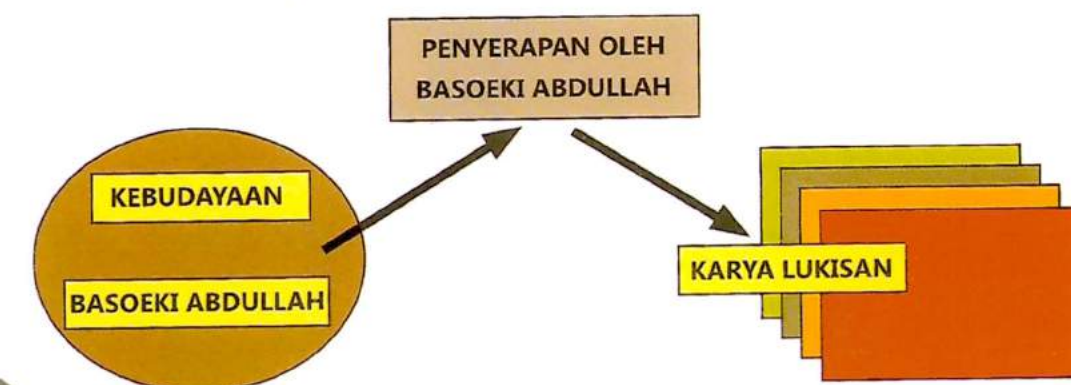 PENYERAPAN OLEH
BASOEKI ABDULLAH
KEBUDAYAAN
BASOEKI ABDULLAH
KARYA LUKISAN